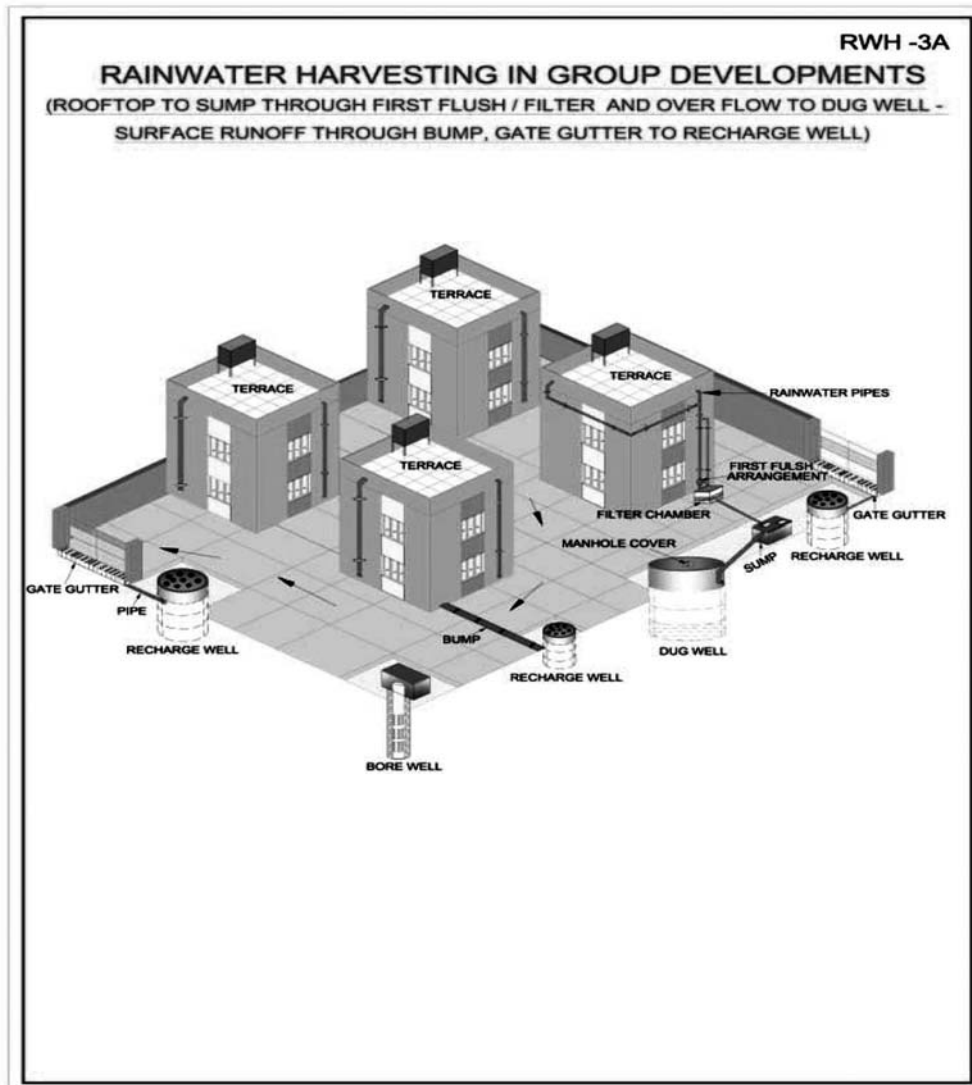 RWH -3A
RAINWATER HARVESTING IN GROUP DEVELOPMENTS
(ROOFTOP TO SUMP THROUGH FIRST FLUSH / FILTER AND OVER FLOW TO DUG WELL -
SURFACE RUNOFF THROUGH BUMP, GATE GUTTER TO RECHARGE WELL)
TERRACE
TERRACE
TERRACE
TERRACE
RAINWATER PIPES
FIRST FULSH
ARRANGEMENT
FILTER CHAMBER
GATE GUTTER
MANHOLE COVER
SUMP
RECHARGE WELL
GATE GUTTER
PIPE
RECHARGE WELL
BUMP
DUG WELL
RECHARGE WELL
BORE WELL